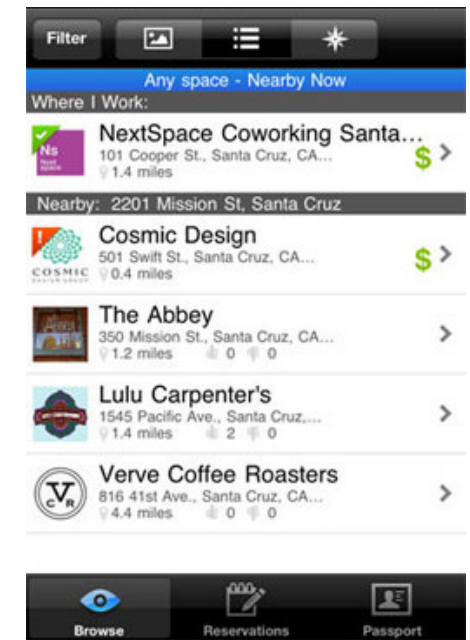 Filter
Any space - Nearby Now
Where I Work:
Ns
Next
space
NextSpace Coworking Santa...
101 Cooper St., Santa Cruz, CA...
$
1.4 miles
Nearby: 2201 Mission St, Santa Cruz
!
COSMIC
Cosmic Design
501 Swift St., Santa Cruz, CA...
$
0.4 miles
The Abbey
350 Mission St., Santa Cruz, CA...
1.2 miles 0 0
Lulu Carpenter's
1545 Pacific Ave., Santa Cruz,...
1.4 miles 2 0
V
C R
Verve Coffee Roasters
816 41st Ave., Santa Cruz, CA...
4.4 miles 0 0
Browse Reservations Passport